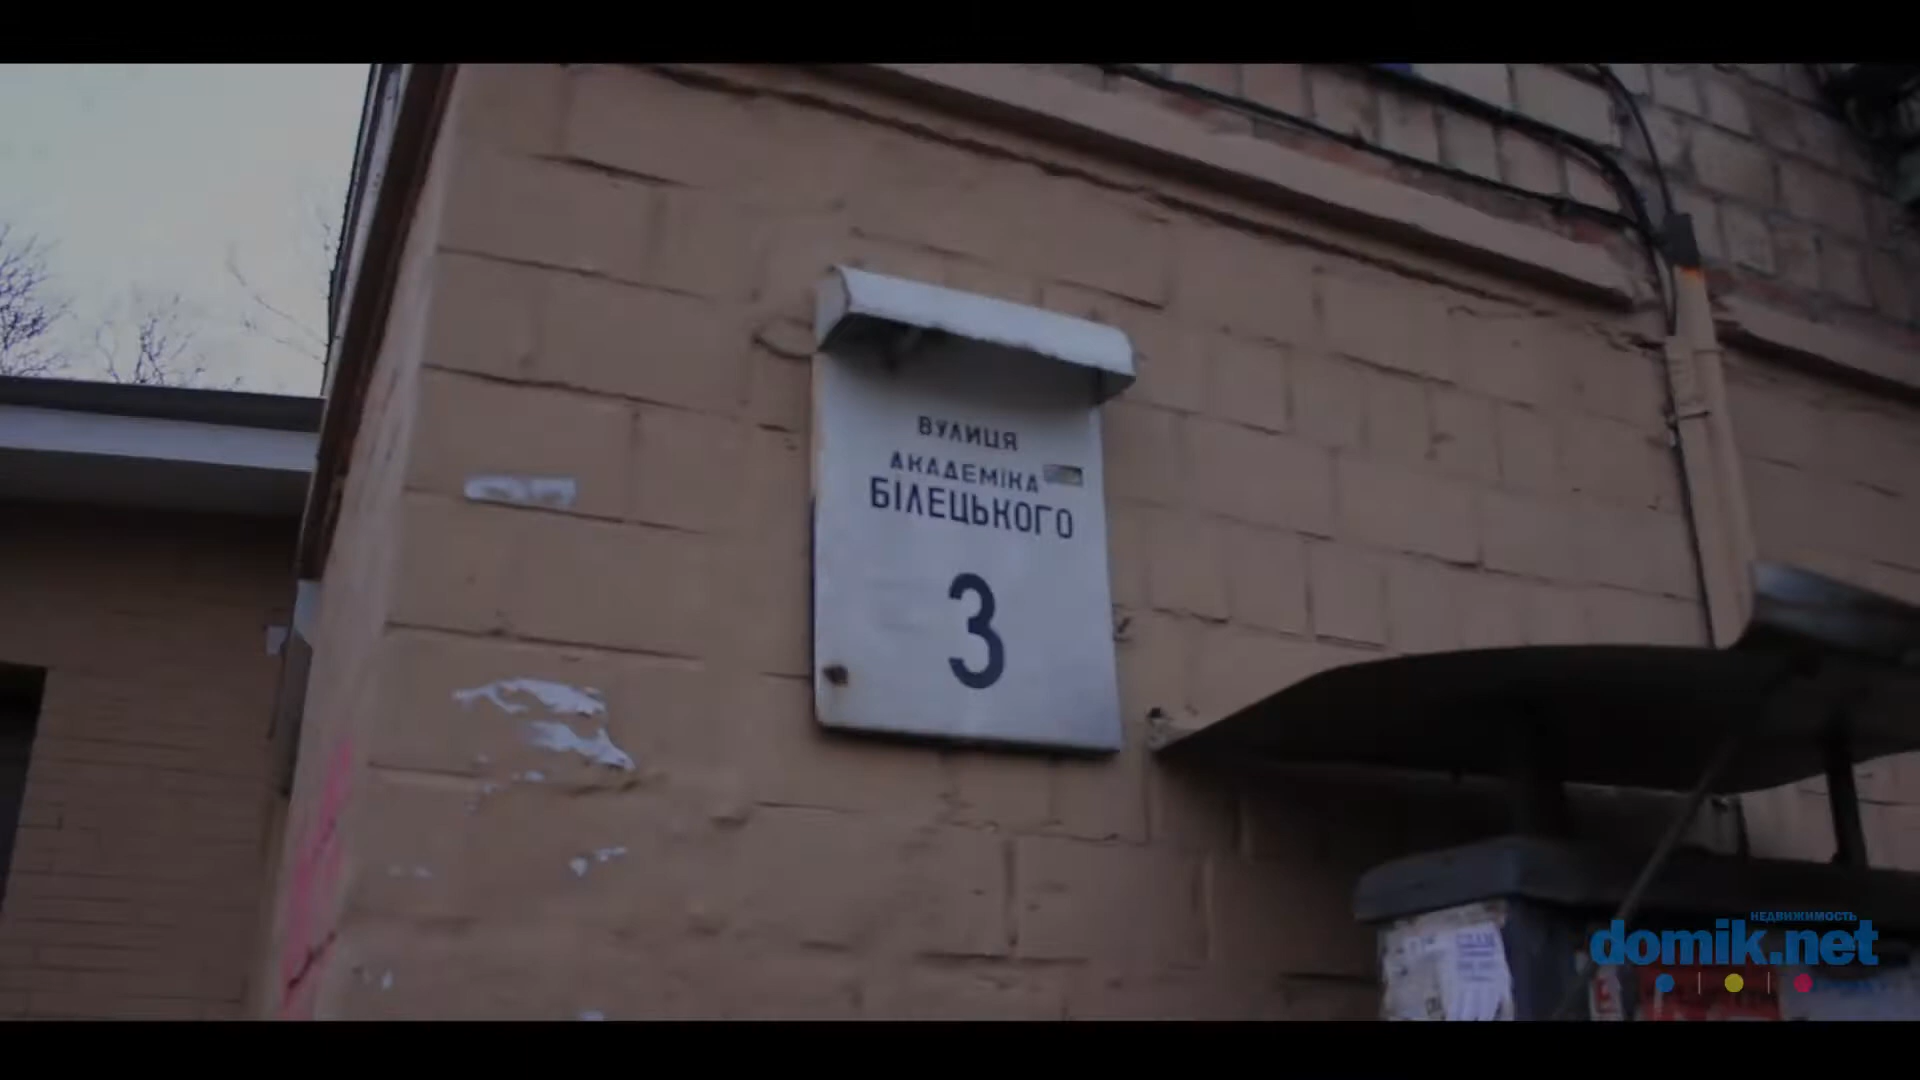 ВУЛИЦЯ
АКАДЕМІКА
БІЛЕЦЬКОГО
3
НЕДВИЖИМОСТЬ
domik.net